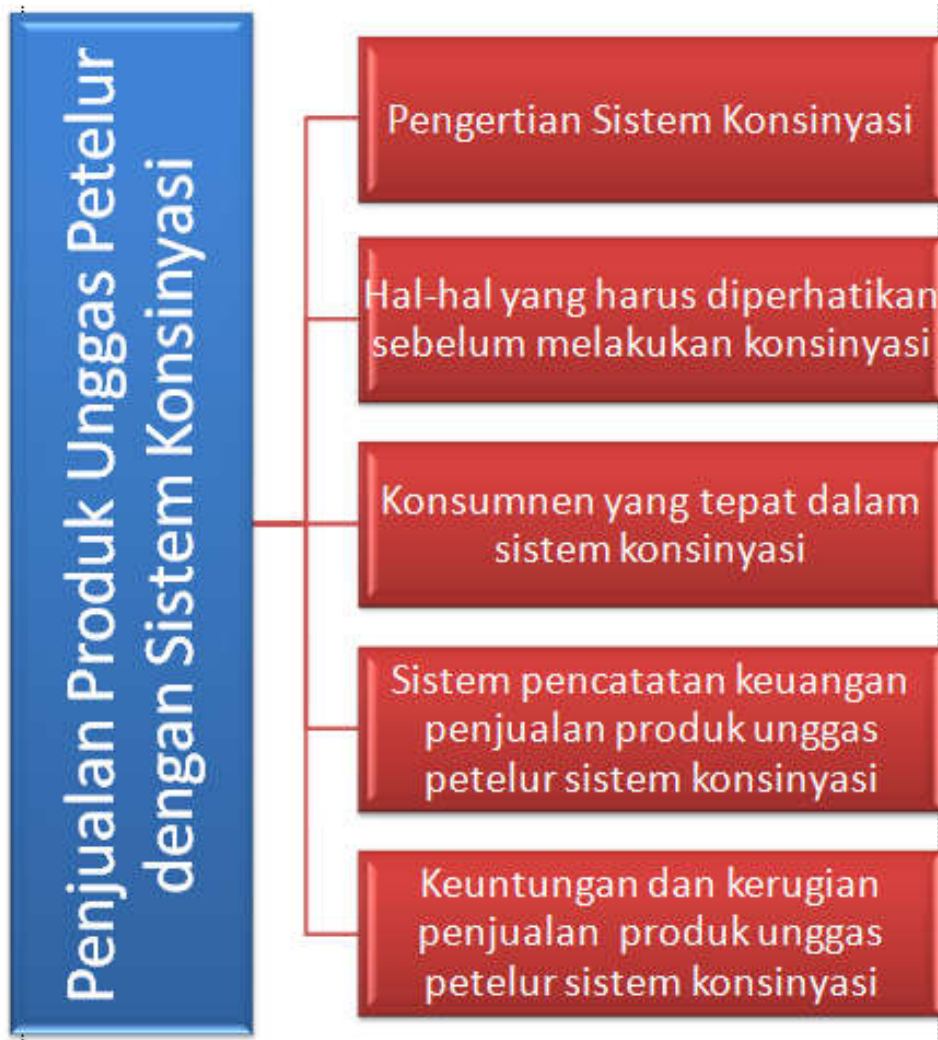 Penjualan Produk Unggas Petelur
dengan Sistem Konsinyasi
Pengertian Sistem Konsinyasi
Hal-hal yang harus diperhatikan
sebelum melakukan konsinyasi
Konsumnen yang tepat dalam
sistem konsinyasi
Sistem pencatatan keuangan
penjualan produk unggas
petelur sistem konsinyasi
Keuntungan dan kerugian
penjualan produk unggas
petelur sistem konsinyasi